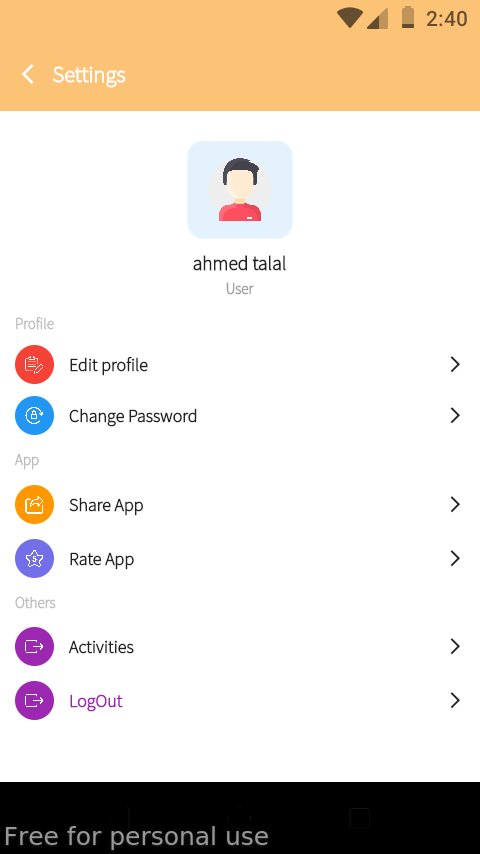 2:40
Settings
ahmed talal
User
Profile
Edit profile
Change Password
App
Share App
Rate App
Others
Activities
LogOut
Free for personal use